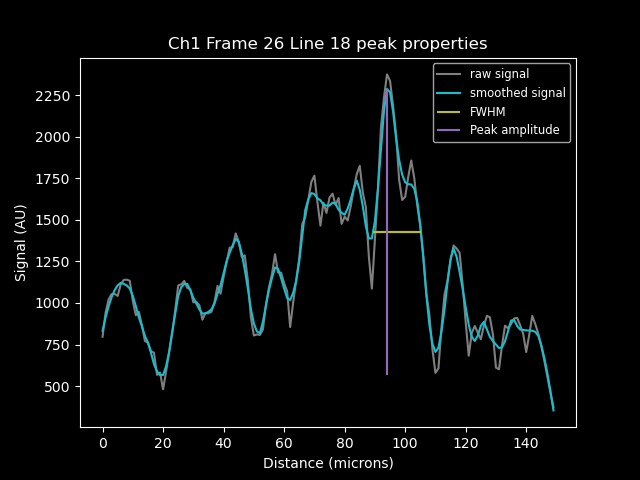 Ch1 Frame 26 Line 18 peak properties
raw signal
smoothed signal
FWHM
Peak amplitude
Signal (AU)
2250
2000
1750
1500
1250
1000
750
500
0 20 40 60 80 100 120 140
Distance (microns)